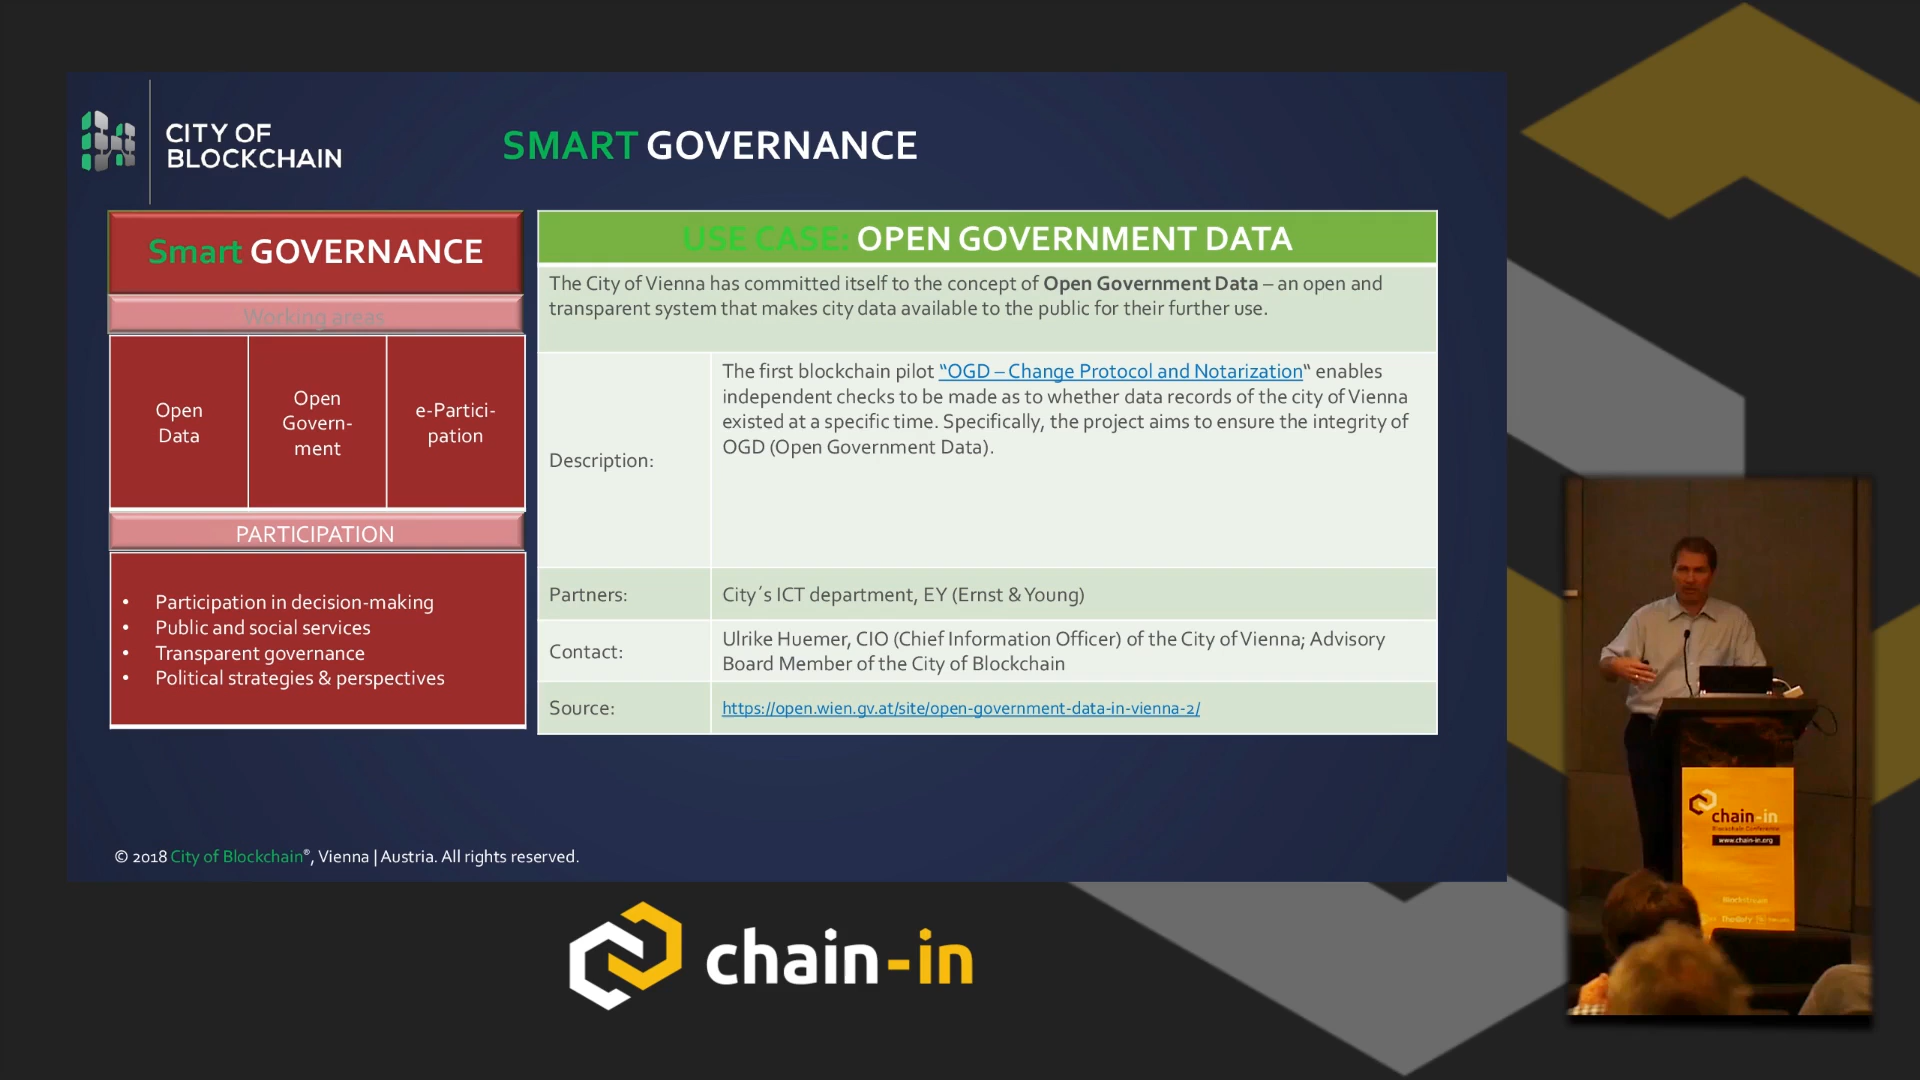 CITY OF
BLOCKCHAIN
SMART GOVERNANCE
Smart GOVERNANCE
Working areas
Open
Data
Open
Govern-
ment
e-Partici-
pation
PARTICIPATION
• Participation in decision-making
• Public and social services
• Transparent governance
• Political strategies & perspectives
USE CASE: OPEN GOVERNMENT DATA
The City of Vienna has committed itself to the concept of Open Government Data – an open and
transparent system that makes city data available to the public for their further use.
Description:
The first blockchain pilot “OGD – Change Protocol and Notarization“ enables
independent checks to be made as to whether data records of the city of Vienna
existed at a specific time. Specifically, the project aims to ensure the integrity of
OGD (Open Government Data).
Partners:
City´s ICT department, EY (Ernst & Young)
Contact:
Ulrike Huemer, CIO (Chief Information Officer) of the City of Vienna; Advisory
Board Member of the City of Blockchain
Source:
https://open.wien.gv.at/site/open-government-data-in-vienna-2/
© 2018 City of Blockchain®, Vienna | Austria. All rights reserved.
chain-in
chain-in
Blockchain Conference
www.chain-in.org
Blockstream